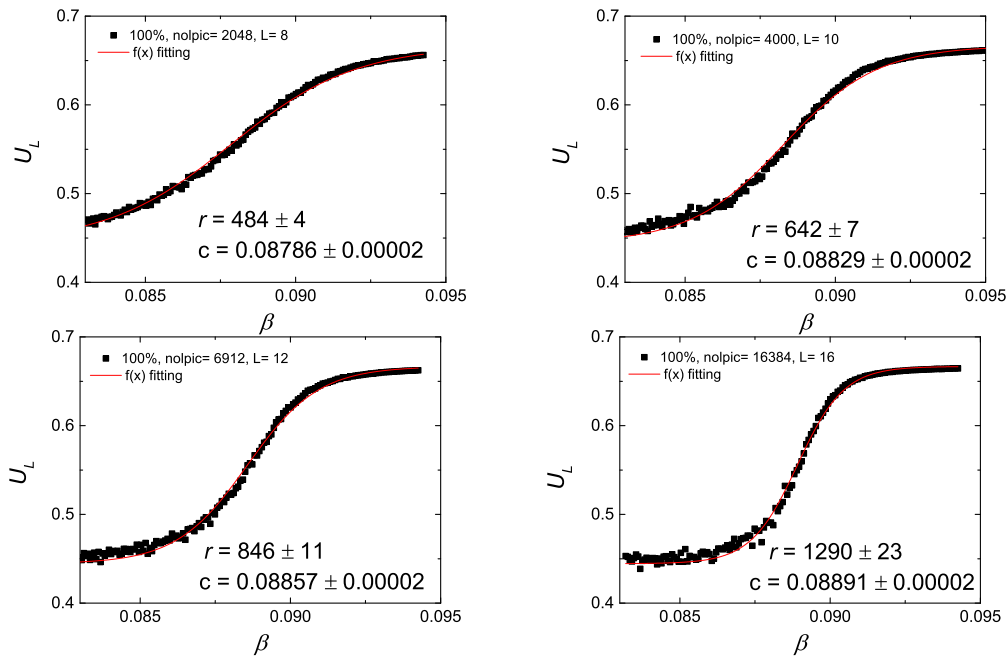 0.7
0.6
0.5
0.4
U_L
100%, nolpic= 2048, L= 8
f(x) fitting
r = 484 ± 4
c = 0.08786 ± 0.00002
0.085 0.090 0.095
β
0.7
0.6
0.5
0.4
U_L
100%, nolpic= 4000, L= 10
f(x) fitting
r = 642 ± 7
c = 0.08829 ± 0.00002
0.085 0.090 0.095
β
0.7
0.6
0.5
0.4
U_L
100%, nolpic= 6912, L= 12
f(x) fitting
r = 846 ± 11
c = 0.08857 ± 0.00002
0.085 0.090 0.095
β
0.7
0.6
0.5
0.4
U_L
100%, nolpic= 16384, L= 16
f(x) fitting
r = 1290 ± 23
c = 0.08891 ± 0.00002
0.085 0.090 0.095
β